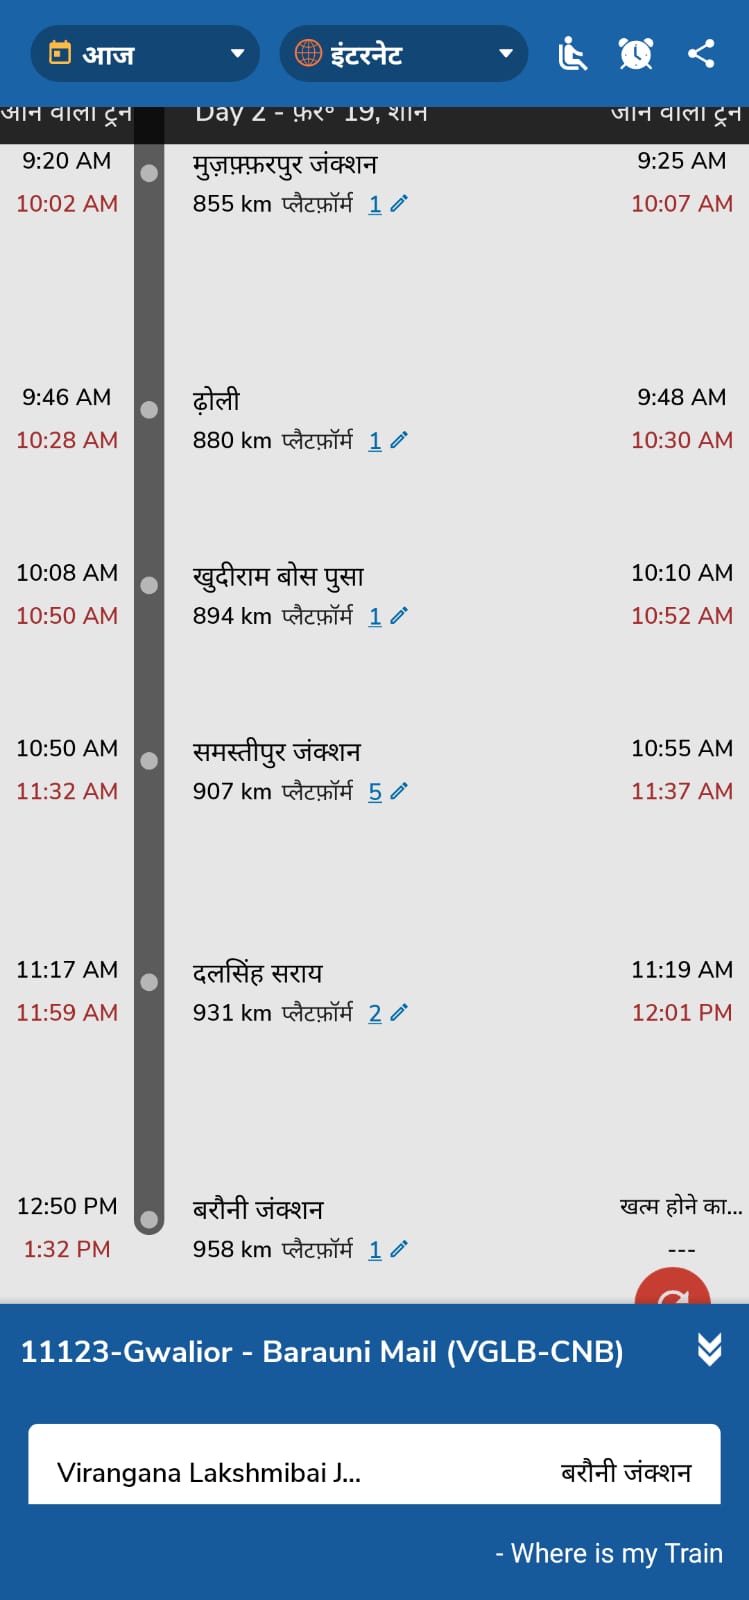 आज
इंटरनेट
आने वाली ट्रेन Day 2 - फ़र॰ 19, शनि जाने वाली ट्रेन
9:20 AM मुज़फ़्फ़रपुर जंक्शन 9:25 AM
10:02 AM 855 km प्लैटफ़ॉर्म 1 10:07 AM
9:46 AM ढ़ोली 9:48 AM
10:28 AM 880 km प्लैटफ़ॉर्म 1 10:30 AM
10:08 AM खुदीराम बोस पुसा 10:10 AM
10:50 AM 894 km प्लैटफ़ॉर्म 1 10:52 AM
10:50 AM समस्तीपुर जंक्शन 10:55 AM
11:32 AM 907 km प्लैटफ़ॉर्म 5 11:37 AM
11:17 AM दलसिंह सराय 11:19 AM
11:59 AM 931 km प्लैटफ़ॉर्म 2 12:01 PM
12:50 PM बरौनी जंक्शन खत्म होने का...
1:32 PM 958 km प्लैटफ़ॉर्म 1 ---
11123-Gwalior - Barauni Mail (VGLB-CNB)
Virangana Lakshmibai J... बरौनी जंक्शन
- Where is my Train